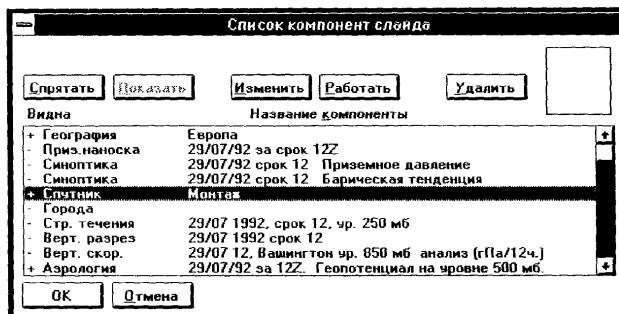 Список компонент слайда
Спрятать Показать Изменить Работать Удалить
Видна Название компоненты
+ География Европа
- Приз.наноска 29/07/92 за срок 12Z
- Синоптика 29/07/92 срок 12 Приземное давление
- Синоптика 29/07/92 срок 12 Барическая тенденция
+ Спутник Монтаж
- Города
- Стр. течения 29/07 1992, срок 12, ур. 250 мб
- Верт. разрез 29/07 1992 срок 12
- Верт. скор. 29/07 12, Вашингтон ур. 850 мб анализ (гПа/12ч.)
+ Аэрология 29/07/92 за 12Z. Геопотенциал на уровне 500 мб.
OK Отмена